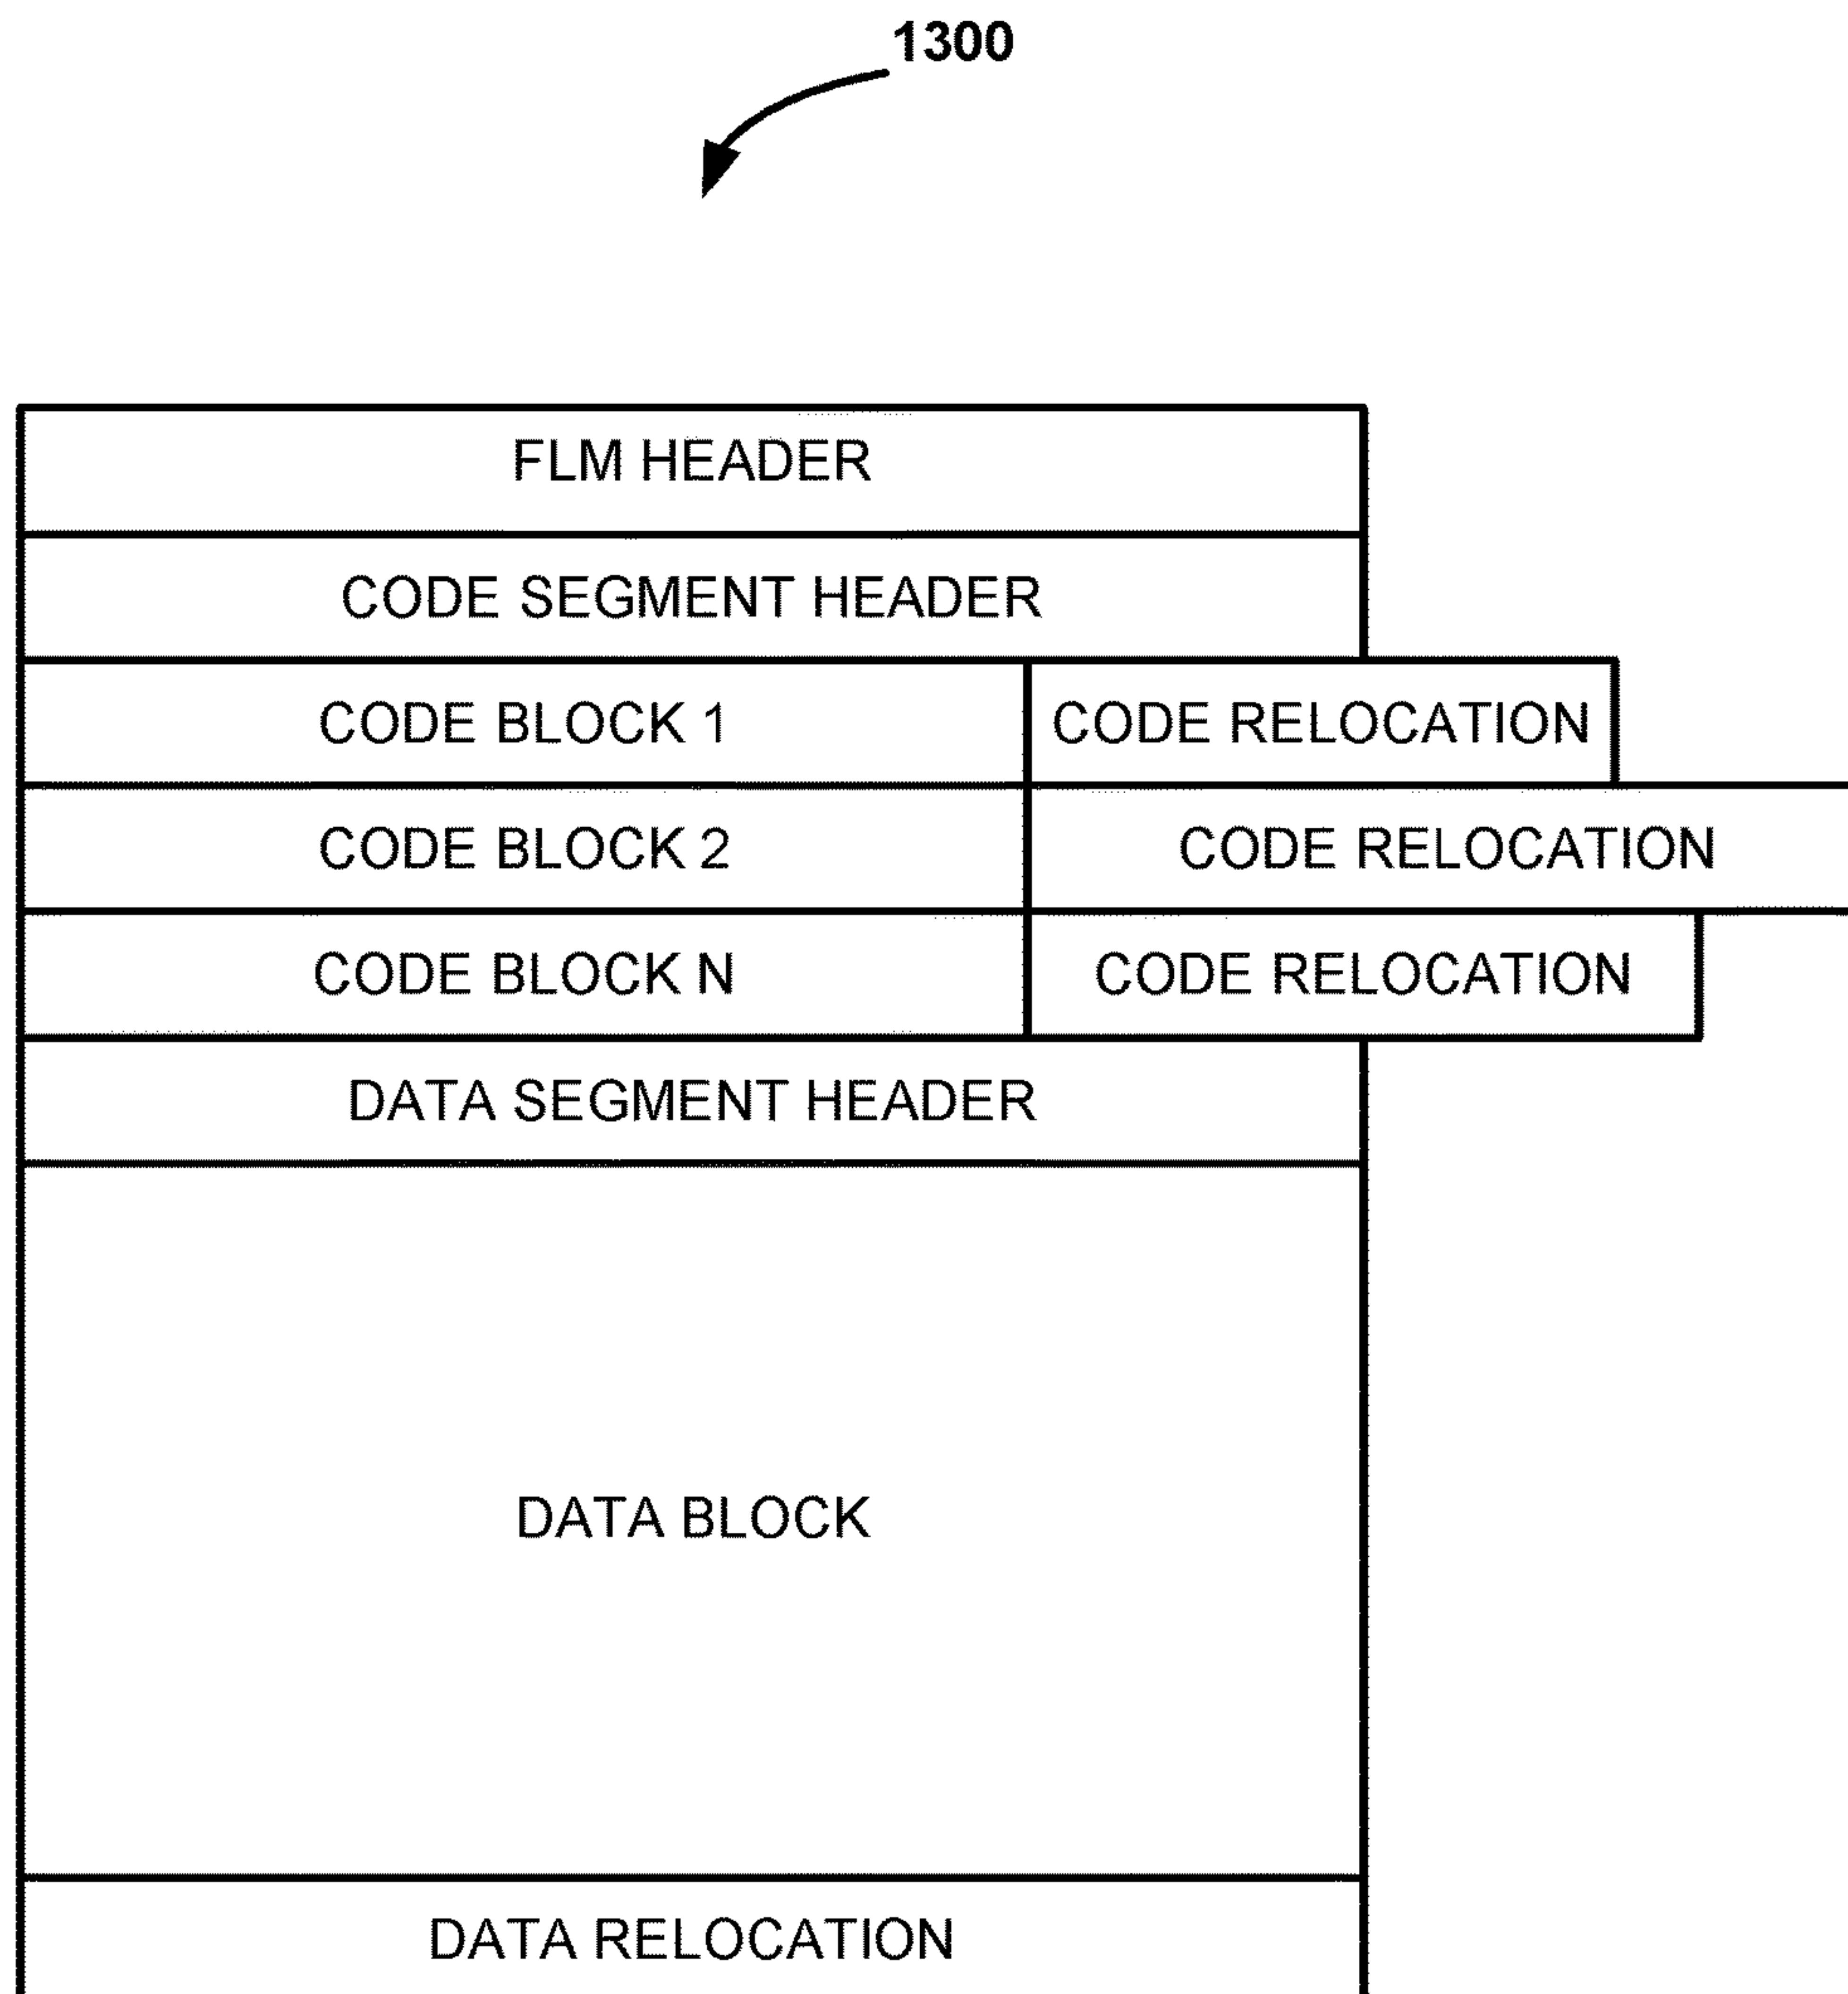 1300
FLM HEADER
CODE SEGMENT HEADER
CODE BLOCK 1 CODE RELOCATION
CODE BLOCK 2 CODE RELOCATION
CODE BLOCK N CODE RELOCATION
DATA SEGMENT HEADER
DATA BLOCK
DATA RELOCATION